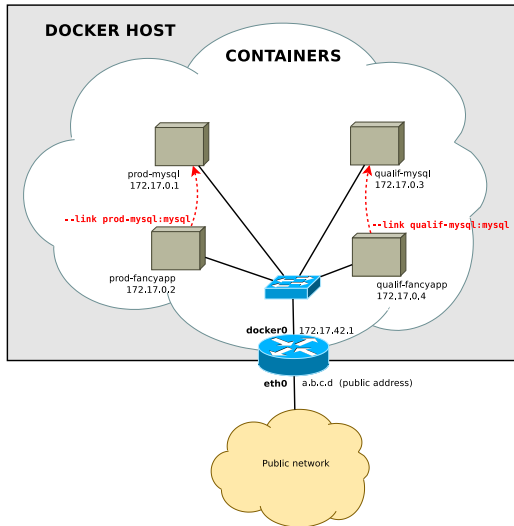 DOCKER HOST
CONTAINERS
prod-mysql
172.17.0.1
qualif-mysql
172.17.0.3
--link prod-mysql:mysql
--link qualif-mysql:mysql
prod-fancyapp
172.17.0.2
qualif-fancyapp
172.17.0.4
docker0 172.17.42.1
eth0 a.b.c.d (public address)
Public network